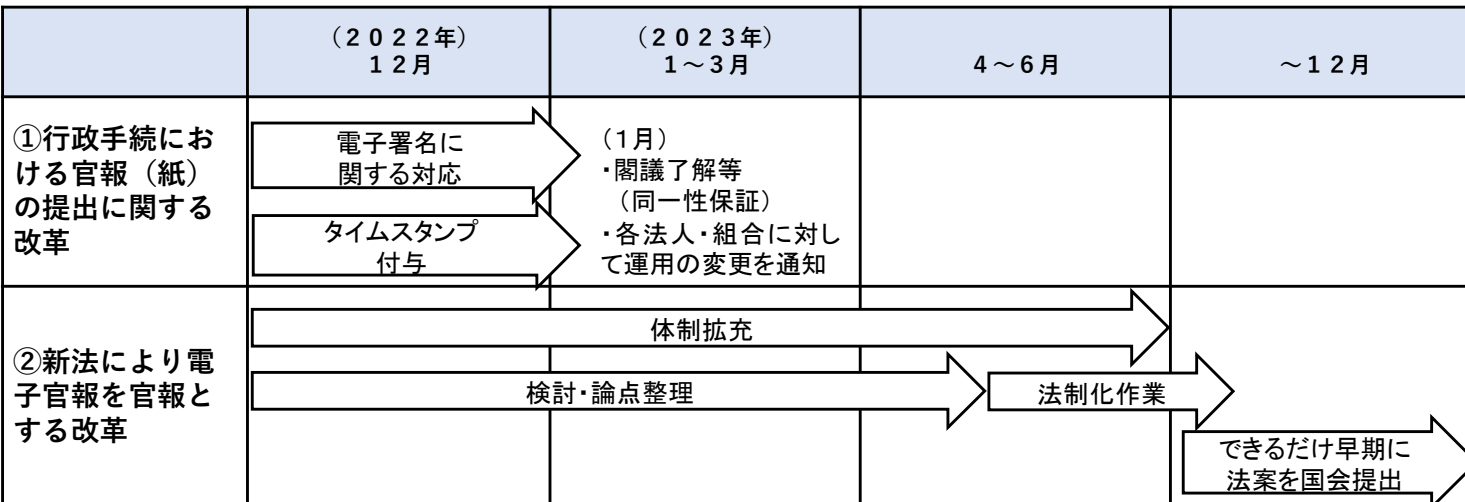 （２０２２年）
１２月
（２０２３年）
１～３月
４～６月
～１２月
①行政手続にお
ける官報（紙）
の提出に関する
改革
電子署名に
関する対応
タイムスタンプ
付与
（1月）
・閣議了解等
（同一性保証）
・各法人・組合に対し
て運用の変更を通知
②新法により電
子官報を官報と
する改革
体制拡充
検討・論点整理
法制化作業
できるだけ早期に
法案を国会提出